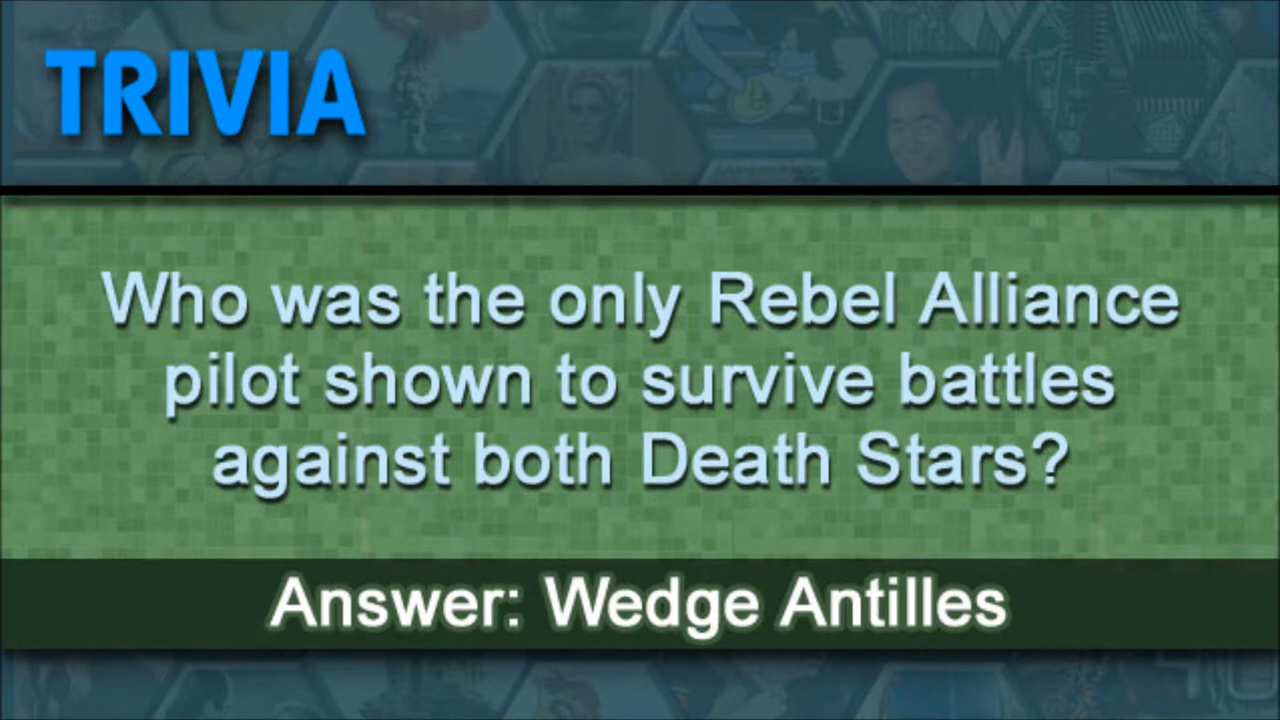 TRIVIA
Who was the only Rebel Alliance
pilot shown to survive battles
against both Death Stars?
Answer: Wedge Antilles